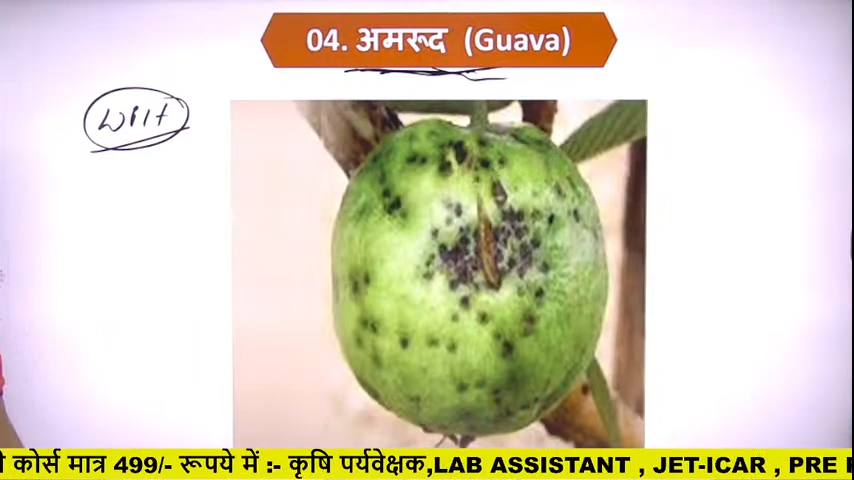 04. अमरूद (Guava)
Wilt
कोर्स मात्र 499/- रूपये में :- कृषि पर्यवेक्षक,LAB ASSISTANT , JET-ICAR , PRE